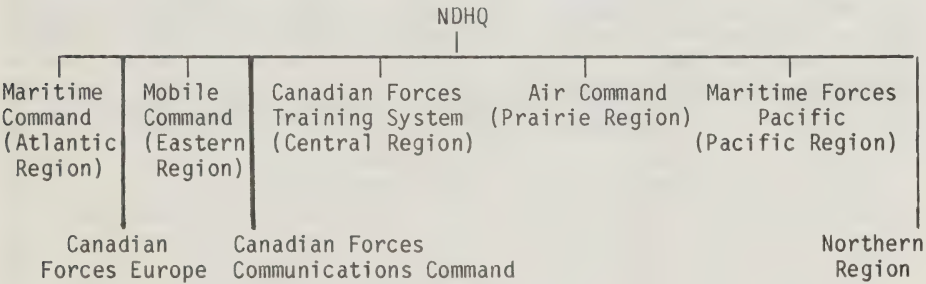 NDHQ
Maritime
Command
(Atlantic
Region)
Mobile
Command
(Eastern
Region)
Canadian Forces
Training System
(Central Region)
Air Command
(Prairie Region)
Maritime Forces
Pacific
(Pacific Region)
Canadian
Forces Europe
Canadian Forces
Communications Command
Northern
Region